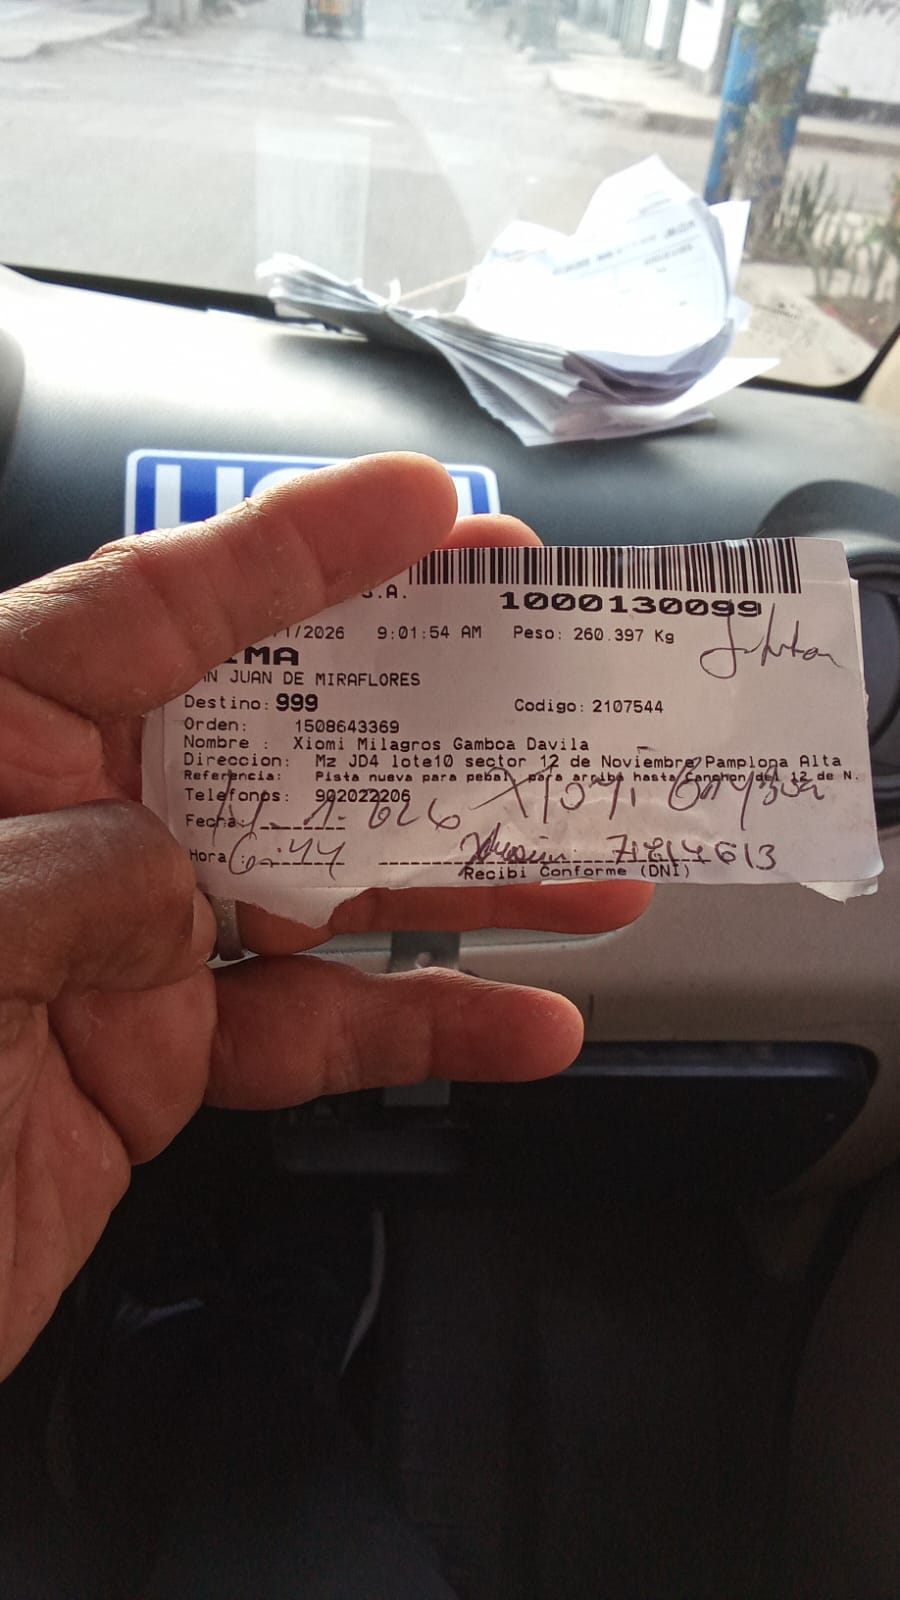 S.A.
1000130099
/2026 9:01:54 AM Peso: 260.397 Kg
MA
N JUAN DE MIRAFLORES
Destino: 999 Codigo: 2107544
Orden: 1508643369
Nombre : Xiomi Milagros Gamboa Davila
Direccion: Mz JD4 lote10 sector 12 de Noviembre/Pamplona Alta
Referencia: Pista nueva para pebal, para arriba hasta Canchon del 12 de N.
Telefonos: 902022206
Fecha:
Hora 6:44
Recibi Conforme (DNI)